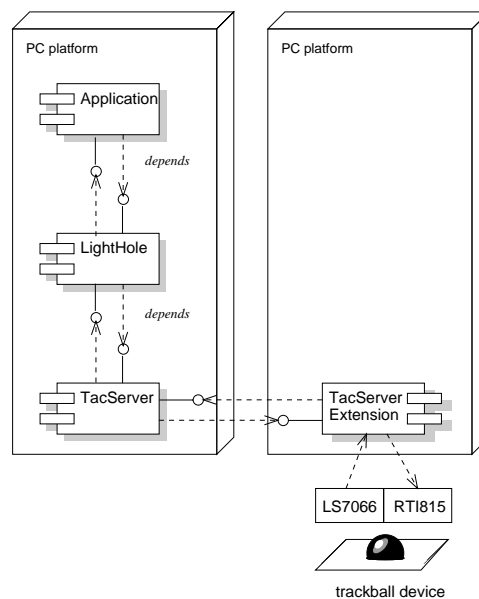 PC platform
PC platform
Application
depends
LightHole
depends
TacServer
TacServer
Extension
LS7066
RTI815
trackball device